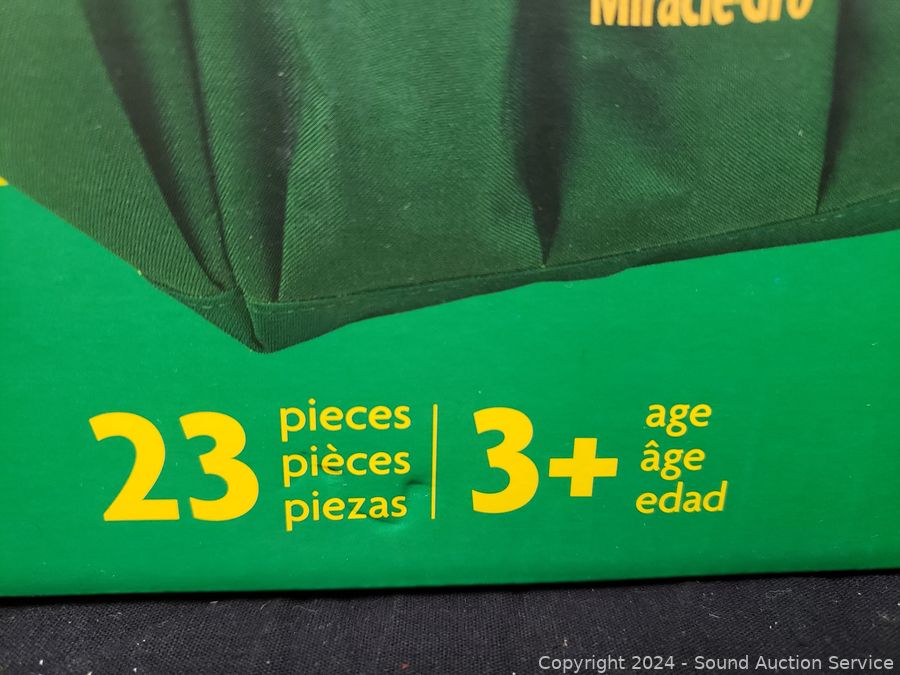 Miracle-Gro
23 pieces 3+ age
pièces âge
piezas edad
Copyright 2024 - Sound Auction Service